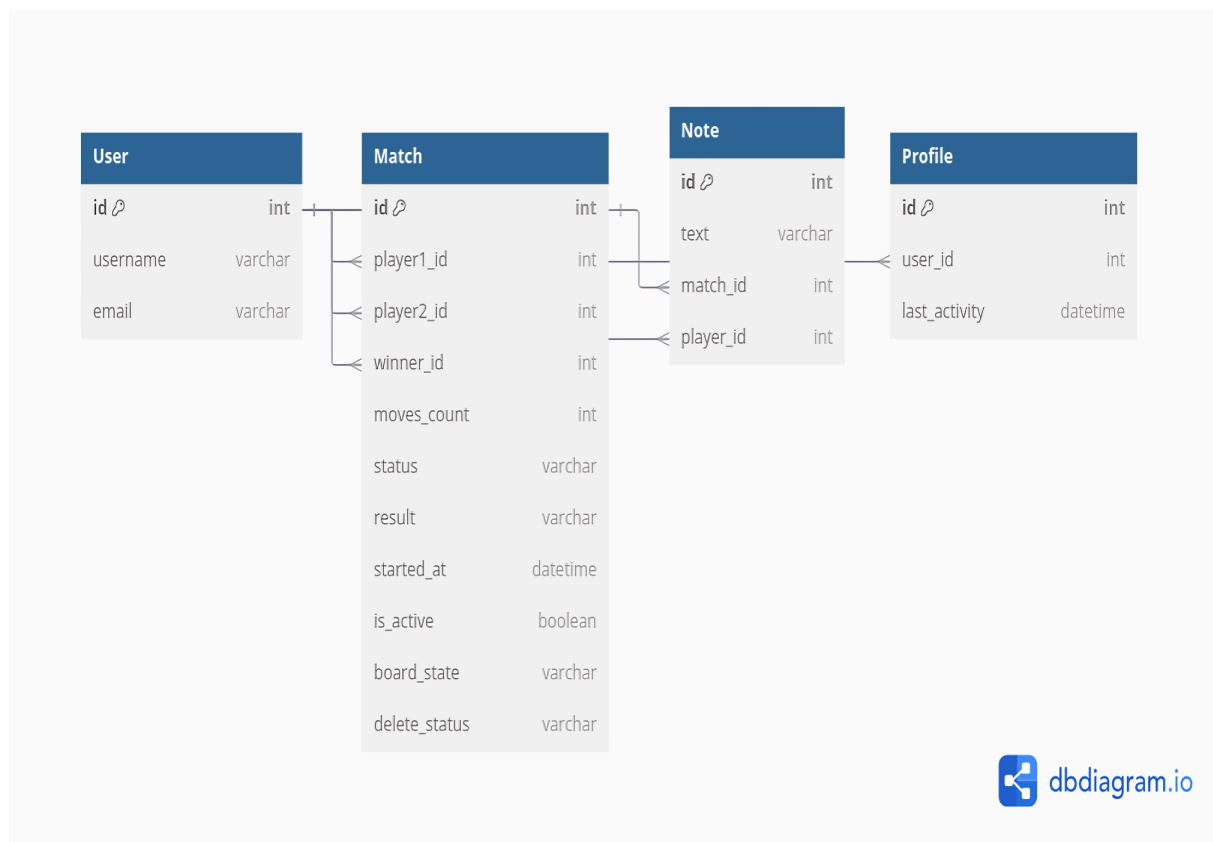 User
id int
username varchar
email varchar
Match
id int
player1_id int
player2_id int
winner_id int
moves_count int
status varchar
result varchar
started_at datetime
is_active boolean
board_state varchar
delete_status varchar
Note
id int
text varchar
match_id int
player_id int
Profile
id int
user_id int
last_activity datetime
dbdiagram.io